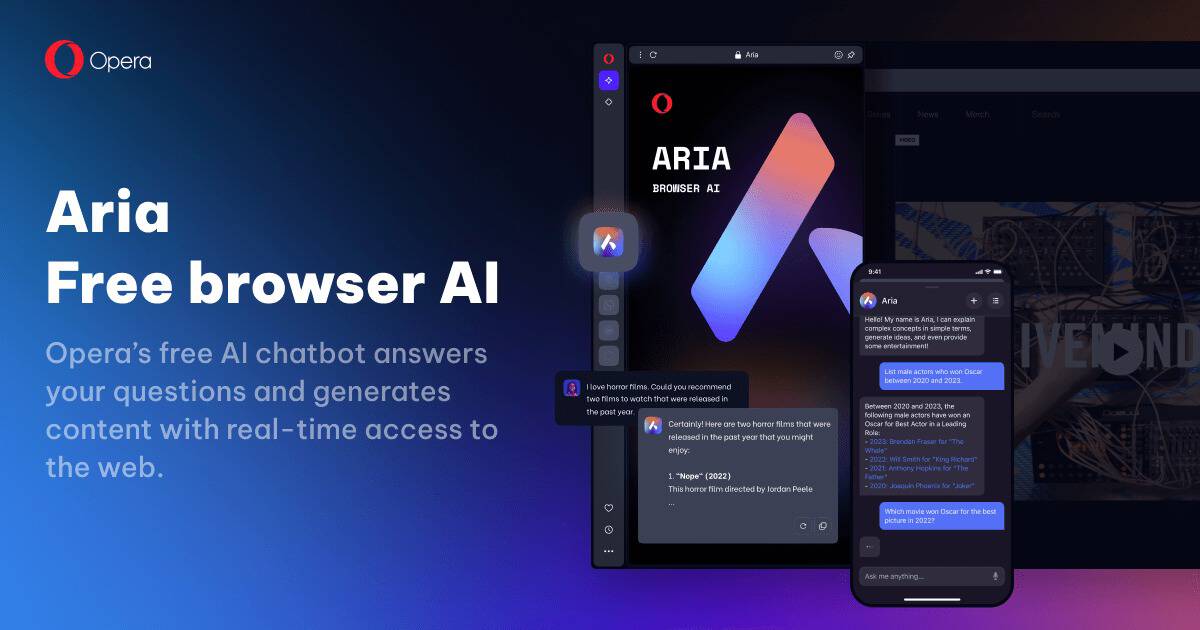 Opera
Aria
Free browser AI
Opera's free AI chatbot answers
your questions and generates
content with real-time access to
the web.
Aria
ARIA
BROWSER AI
News
Merch
Search
VIDEO
I love horror films. Could you recommend
two films to watch that were released in
the past year.
Certainly! Here are two horror films that were
released in the past year that you might
enjoy:
1. "Nope" (2022)
This horror film directed by Jordan Peele
...
9:41
Aria
Hello! My name is Aria, I can explain
complex concepts in simple terms,
generate ideas, and even provide
some entertainment!
List male actors who won Oscar
between 2020 and 2023.
Between 2020 and 2023, the
following male actors have won an
Oscar for Best Actor in a Leading
Role:
- 2023: Brendan Fraser for "The
Whale"
- 2022: Will Smith for "King Richard"
- 2021: Anthony Hopkins for "The
Father"
- 2020: Joaquin Phoenix for "Joker"
Which movie won Oscar for the best
picture in 2022?
...
Ask me anything...